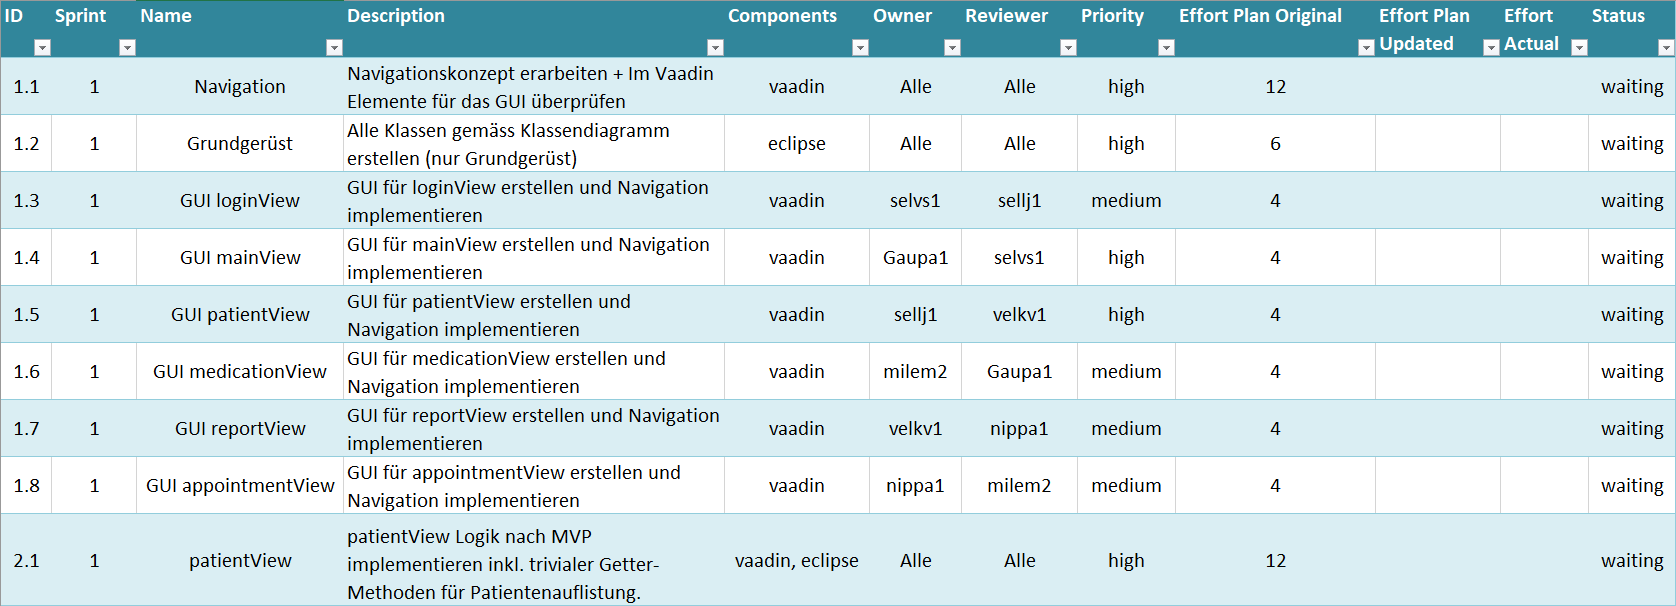 ID Sprint Name Description Components Owner Reviewer Priority Effort Plan Original Effort Plan Updated Effort Actual Status
1.1 1 Navigation Navigationskonzept erarbeiten + Im Vaadin Elemente für das GUI überprüfen vaadin Alle Alle high 12 waiting
1.2 1 Grundgerüst Alle Klassen gemäss Klassendiagramm erstellen (nur Grundgerüst) eclipse Alle Alle high 6 waiting
1.3 1 GUI loginView GUI für loginView erstellen und Navigation implementieren vaadin selvs1 sellj1 medium 4 waiting
1.4 1 GUI mainView GUI für mainView erstellen und Navigation implementieren vaadin Gaupa1 selvs1 high 4 waiting
1.5 1 GUI patientView GUI für patientView erstellen und Navigation implementieren vaadin sellj1 velkv1 high 4 waiting
1.6 1 GUI medicationView GUI für medicationView erstellen und Navigation implementieren vaadin milem2 Gaupa1 medium 4 waiting
1.7 1 GUI reportView GUI für reportView erstellen und Navigation implementieren vaadin velkv1 nippa1 medium 4 waiting
1.8 1 GUI appointmentView GUI für appointmentView erstellen und Navigation implementieren vaadin nippa1 milem2 medium 4 waiting
2.1 1 patientView patientView Logik nach MVP implementieren inkl. trivialer Getter-Methoden für Patientenauflistung. vaadin, eclipse Alle Alle high 12 waiting